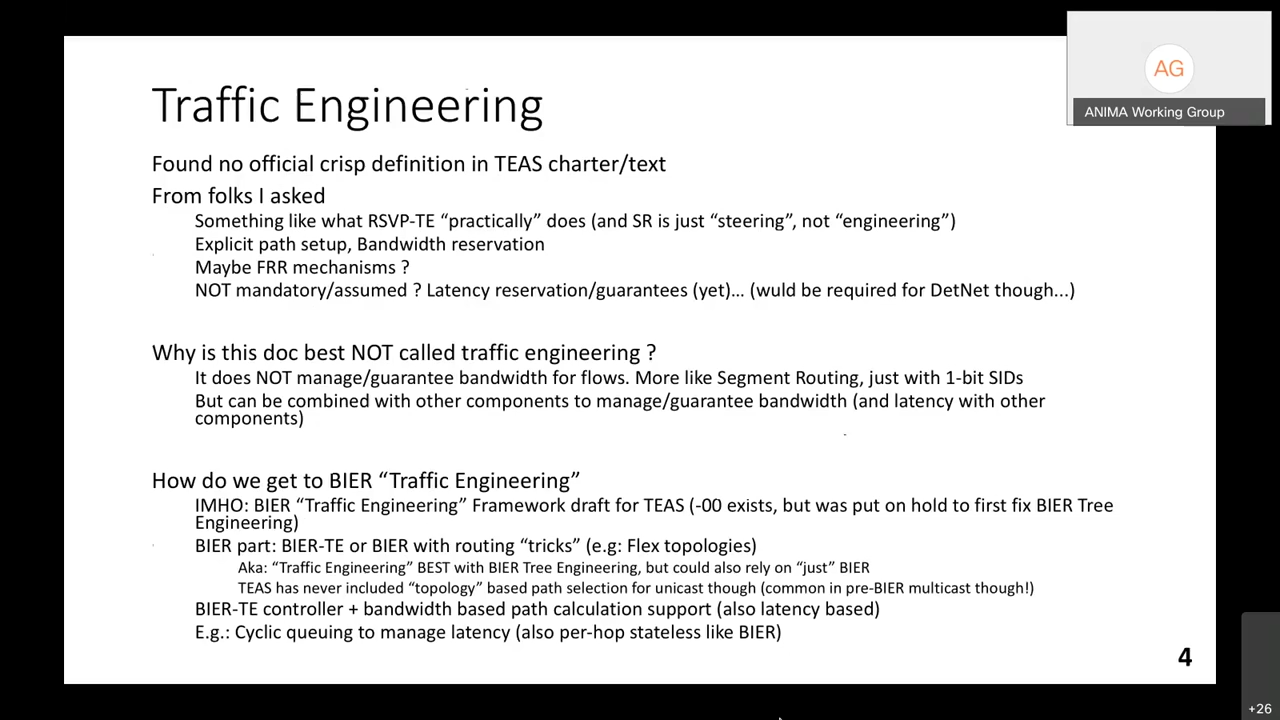 Traffic Engineering
Found no official crisp definition in TEAS charter/text
From folks I asked
Something like what RSVP-TE “practically” does (and SR is just “steering”, not “engineering”)
Explicit path setup, Bandwidth reservation
Maybe FRR mechanisms ?
NOT mandatory/assumed ? Latency reservation/guarantees (yet)… (wuld be required for DetNet though...)
Why is this doc best NOT called traffic engineering ?
It does NOT manage/guarantee bandwidth for flows. More like Segment Routing, just with 1-bit SIDs
But can be combined with other components to manage/guarantee bandwidth (and latency with other
components)
How do we get to BIER “Traffic Engineering”
IMHO: BIER “Traffic Engineering” Framework draft for TEAS (-00 exists, but was put on hold to first fix BIER Tree
Engineering)
BIER part: BIER-TE or BIER with routing “tricks” (e.g: Flex topologies)
Aka: “Traffic Engineering” BEST with BIER Tree Engineering, but could also rely on “just” BIER
TEAS has never included “topology” based path selection for unicast though (common in pre-BIER multicast though!)
BIER-TE controller + bandwidth based path calculation support (also latency based)
E.g.: Cyclic queuing to manage latency (also per-hop stateless like BIER)
4
AG
ANIMA Working Group
+26